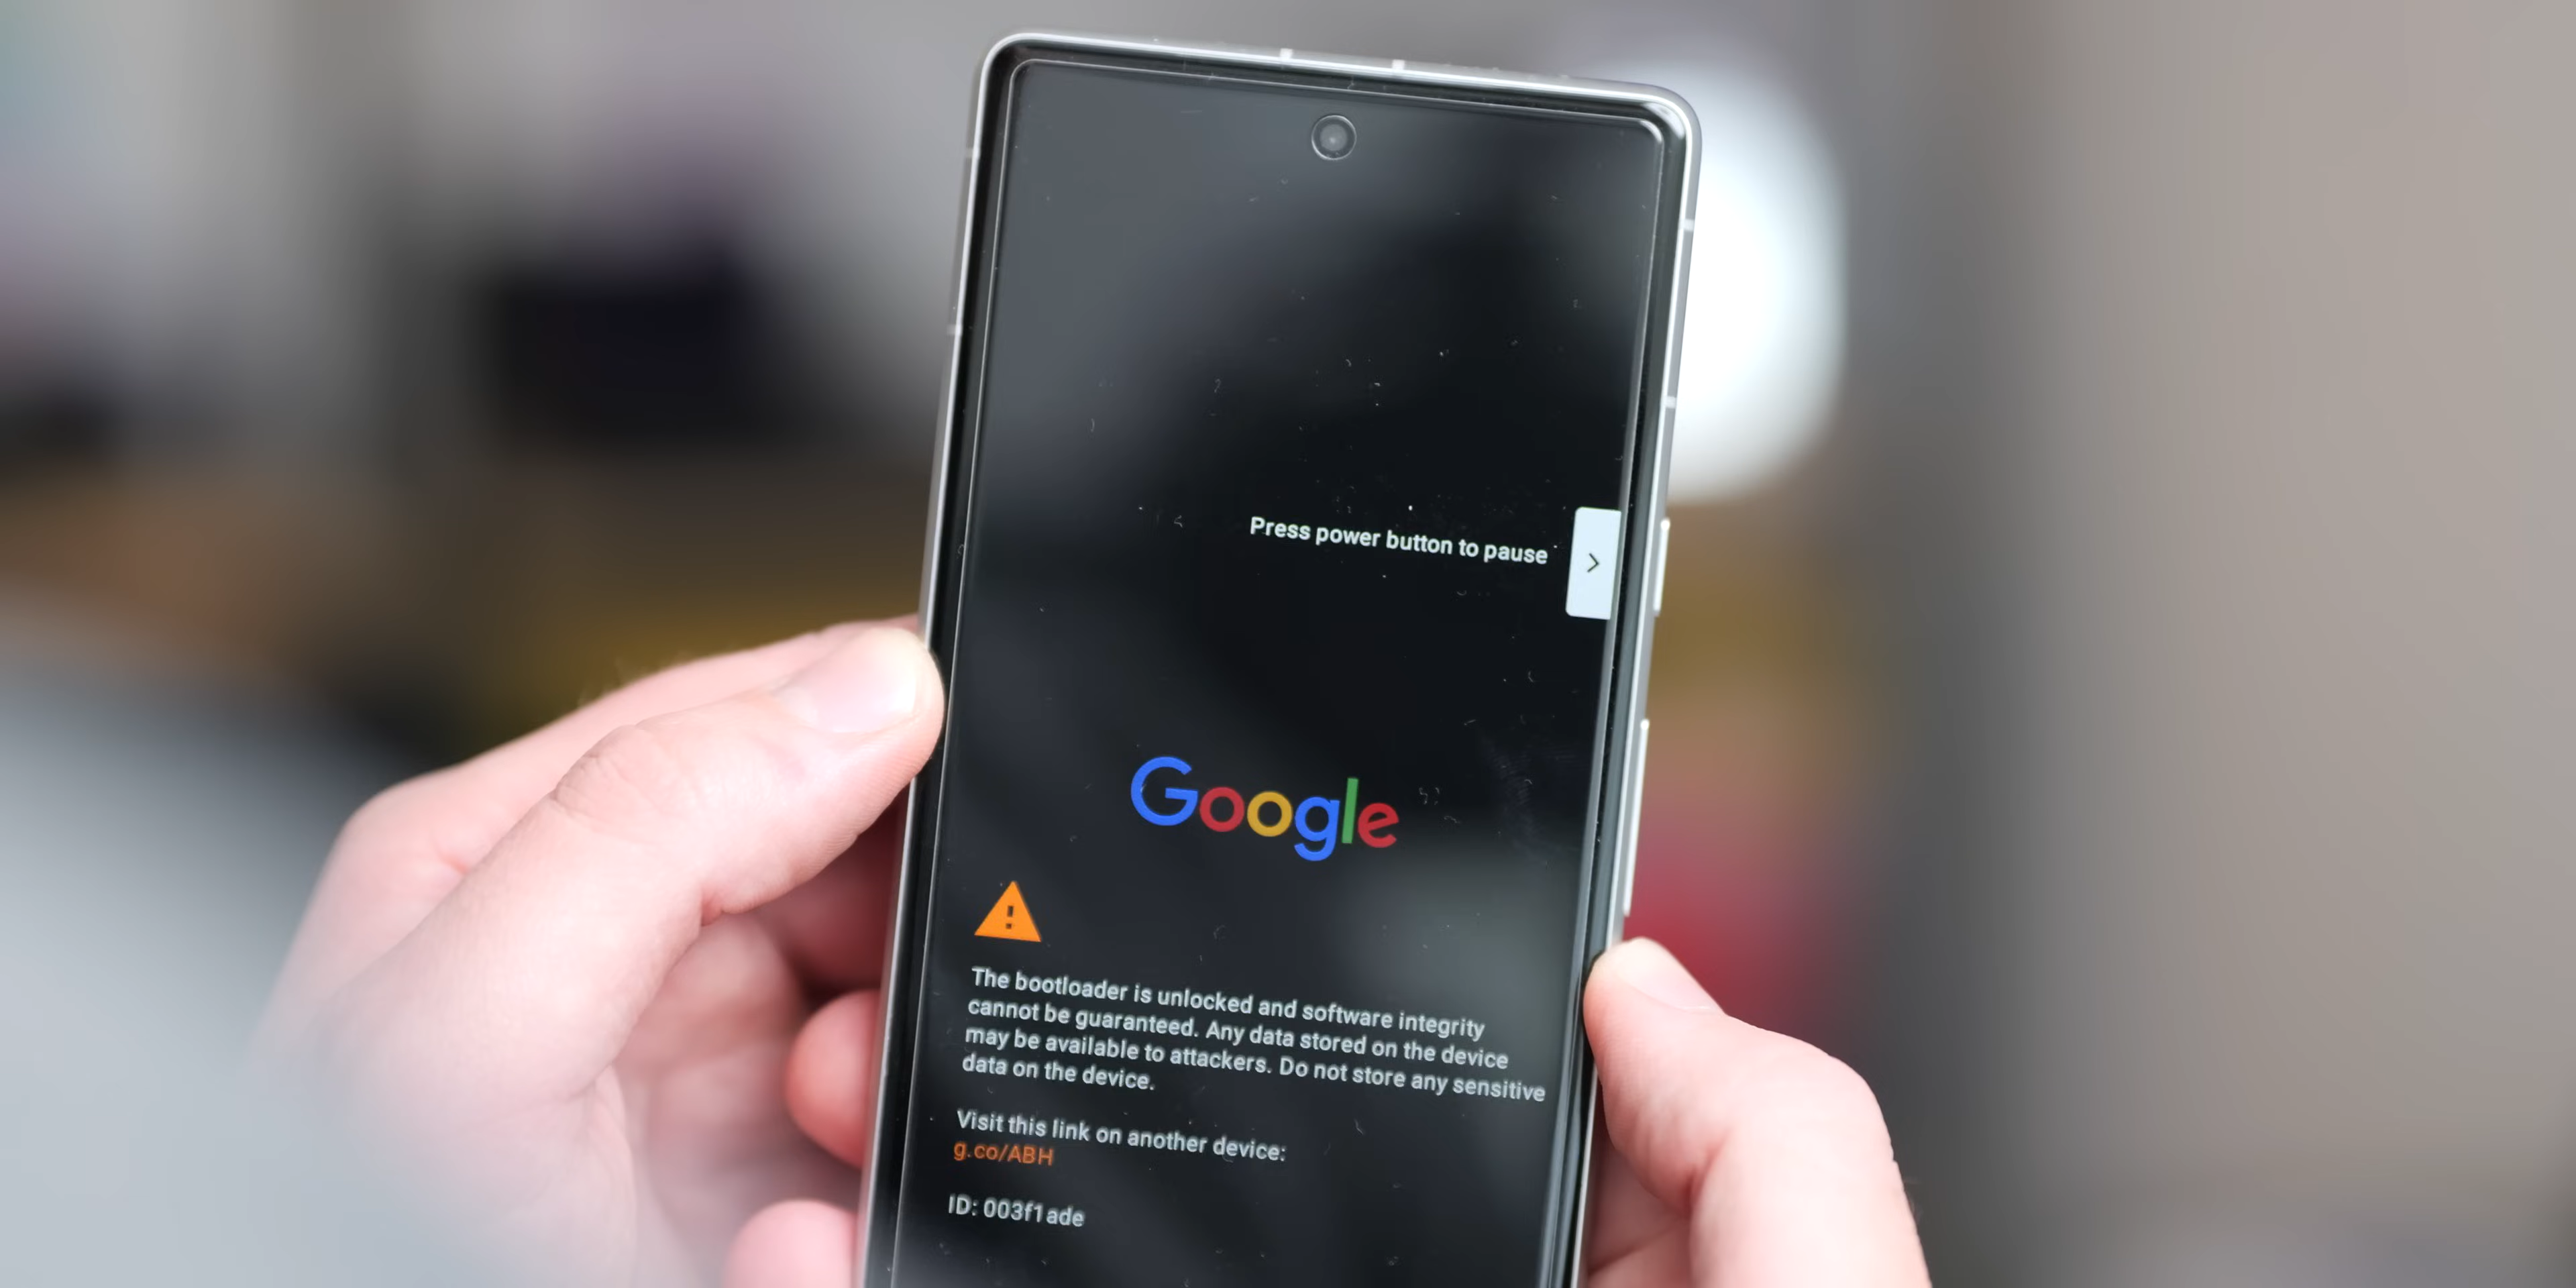 Press power button to pause
Google
The bootloader is unlocked and software integrity
cannot be guaranteed. Any data stored on the device
may be available to attackers. Do not store any sensitive
data on the device.
Visit this link on another device:
g.co/ABH
ID: 003f1ade